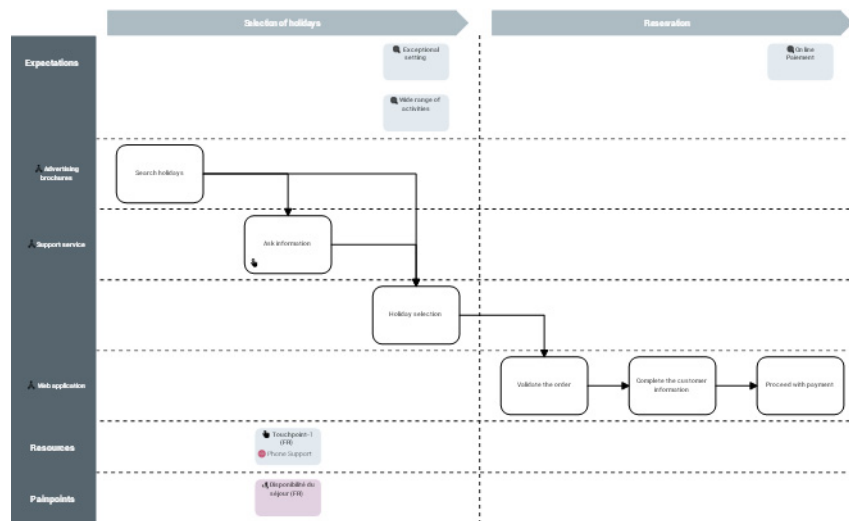 Selection of holidays
Reservation
Expectations
Exceptional
setting
Online
Paiement
Wide range of
activities
Advertising
brochures
Search holidays
Support service
Ask information
Holiday selection
Web application
Validate the order
Complete the customer
information
Proceed with payment
Resources
Touchpoint-1
(FR)
Phone Support
Painpoints
Disponibilité du
séjour (FR)